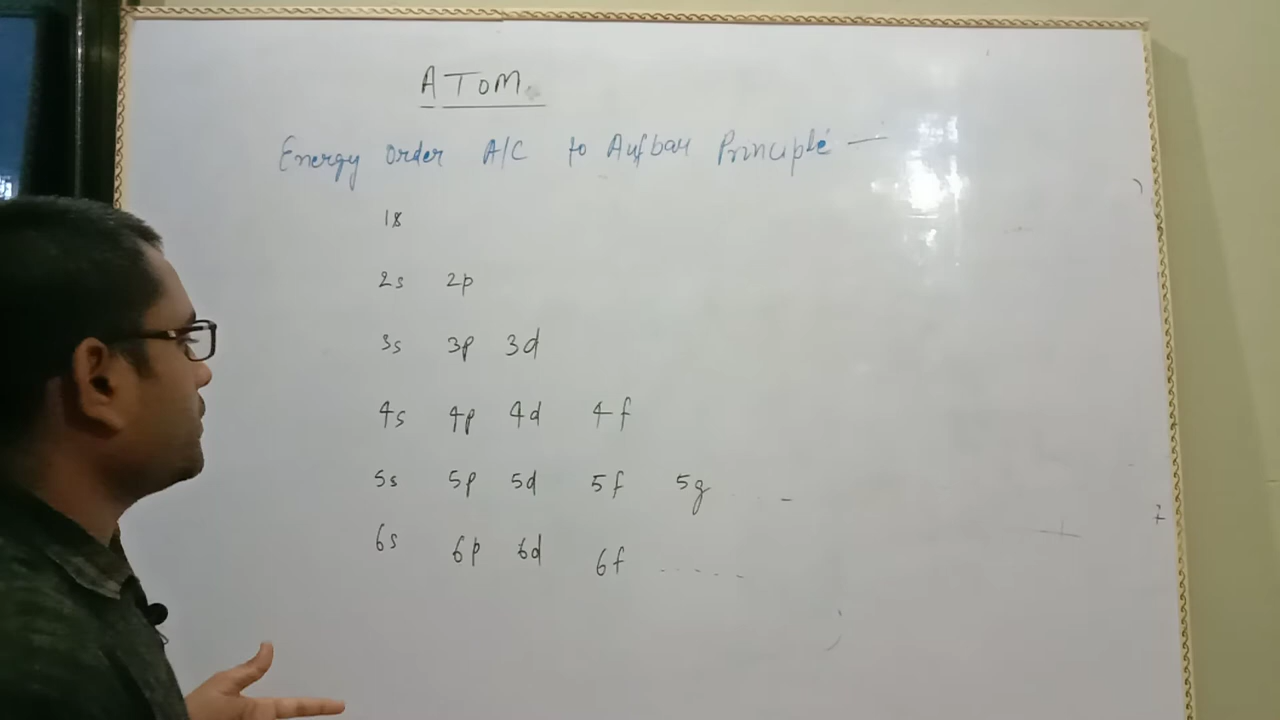 ATOM
Energy order A/C to Aufbau Principle —
1s
2s 2p
3s 3p 3d
4s 4p 4d 4f
5s 5p 5d 5f 5g . . . -
6s 6p 6d 6f - - - - -